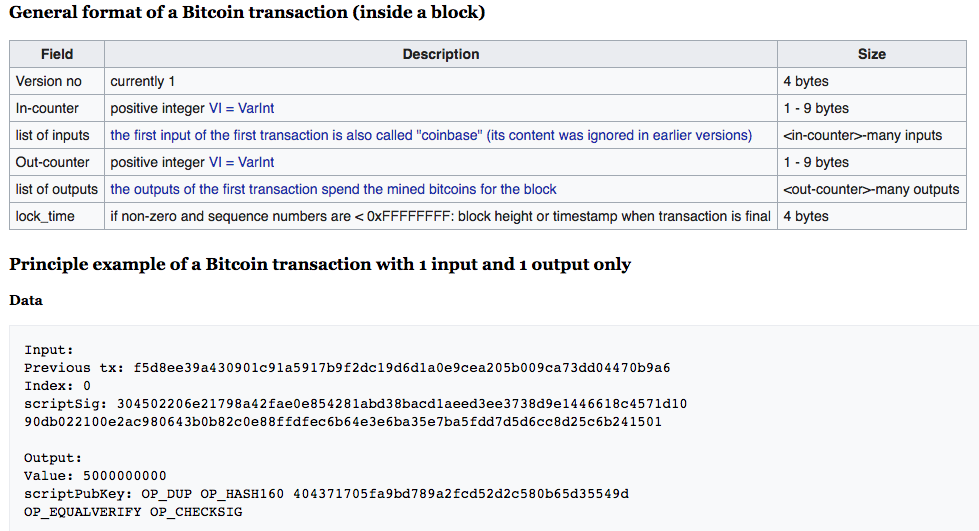 General format of a Bitcoin transaction (inside a block)
Field Description Size
Version no currently 1 4 bytes
In-counter positive integer VI = VarInt 1 - 9 bytes
list of inputs the first input of the first transaction is also called "coinbase" (its content was ignored in earlier versions) <in-counter>-many inputs
Out-counter positive integer VI = VarInt 1 - 9 bytes
list of outputs the outputs of the first transaction spend the mined bitcoins for the block <out-counter>-many outputs
lock_time if non-zero and sequence numbers are < 0xFFFFFFFF: block height or timestamp when transaction is final 4 bytes
Principle example of a Bitcoin transaction with 1 input and 1 output only
Data
Input:
Previous tx: f5d8ee39a430901c91a5917b9f2dc19d6d1a0e9cea205b009ca73dd04470b9a6
Index: 0
scriptSig: 304502206e21798a42fae0e854281abd38bacd1aeed3ee3738d9e1446618c4571d10
90db022100e2ac980643b0b82c0e88ffdfec6b64e3e6ba35e7ba5fdd7d5d6cc8d25c6b241501
Output:
Value: 5000000000
scriptPubKey: OP_DUP OP_HASH160 404371705fa9bd789a2fcd52d2c580b65d35549d
OP_EQUALVERIFY OP_CHECKSIG